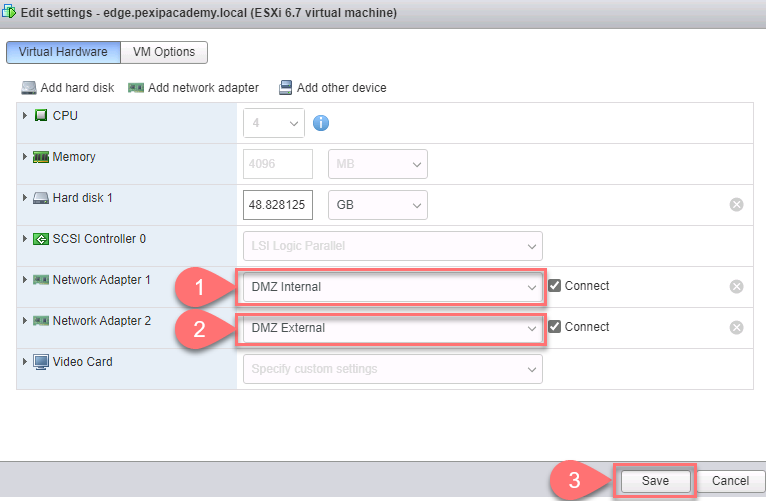 Edit settings - edge.pexipacademy.local (ESXi 6.7 virtual machine)
Virtual Hardware VM Options
Add hard disk Add network adapter Add other device
CPU 4
Memory 4096 MB
Hard disk 1 48.828125 GB
SCSI Controller 0 LSI Logic Parallel
Network Adapter 1 1 DMZ Internal Connect
Network Adapter 2 2 DMZ External Connect
Video Card Specify custom settings
3 Save Cancel